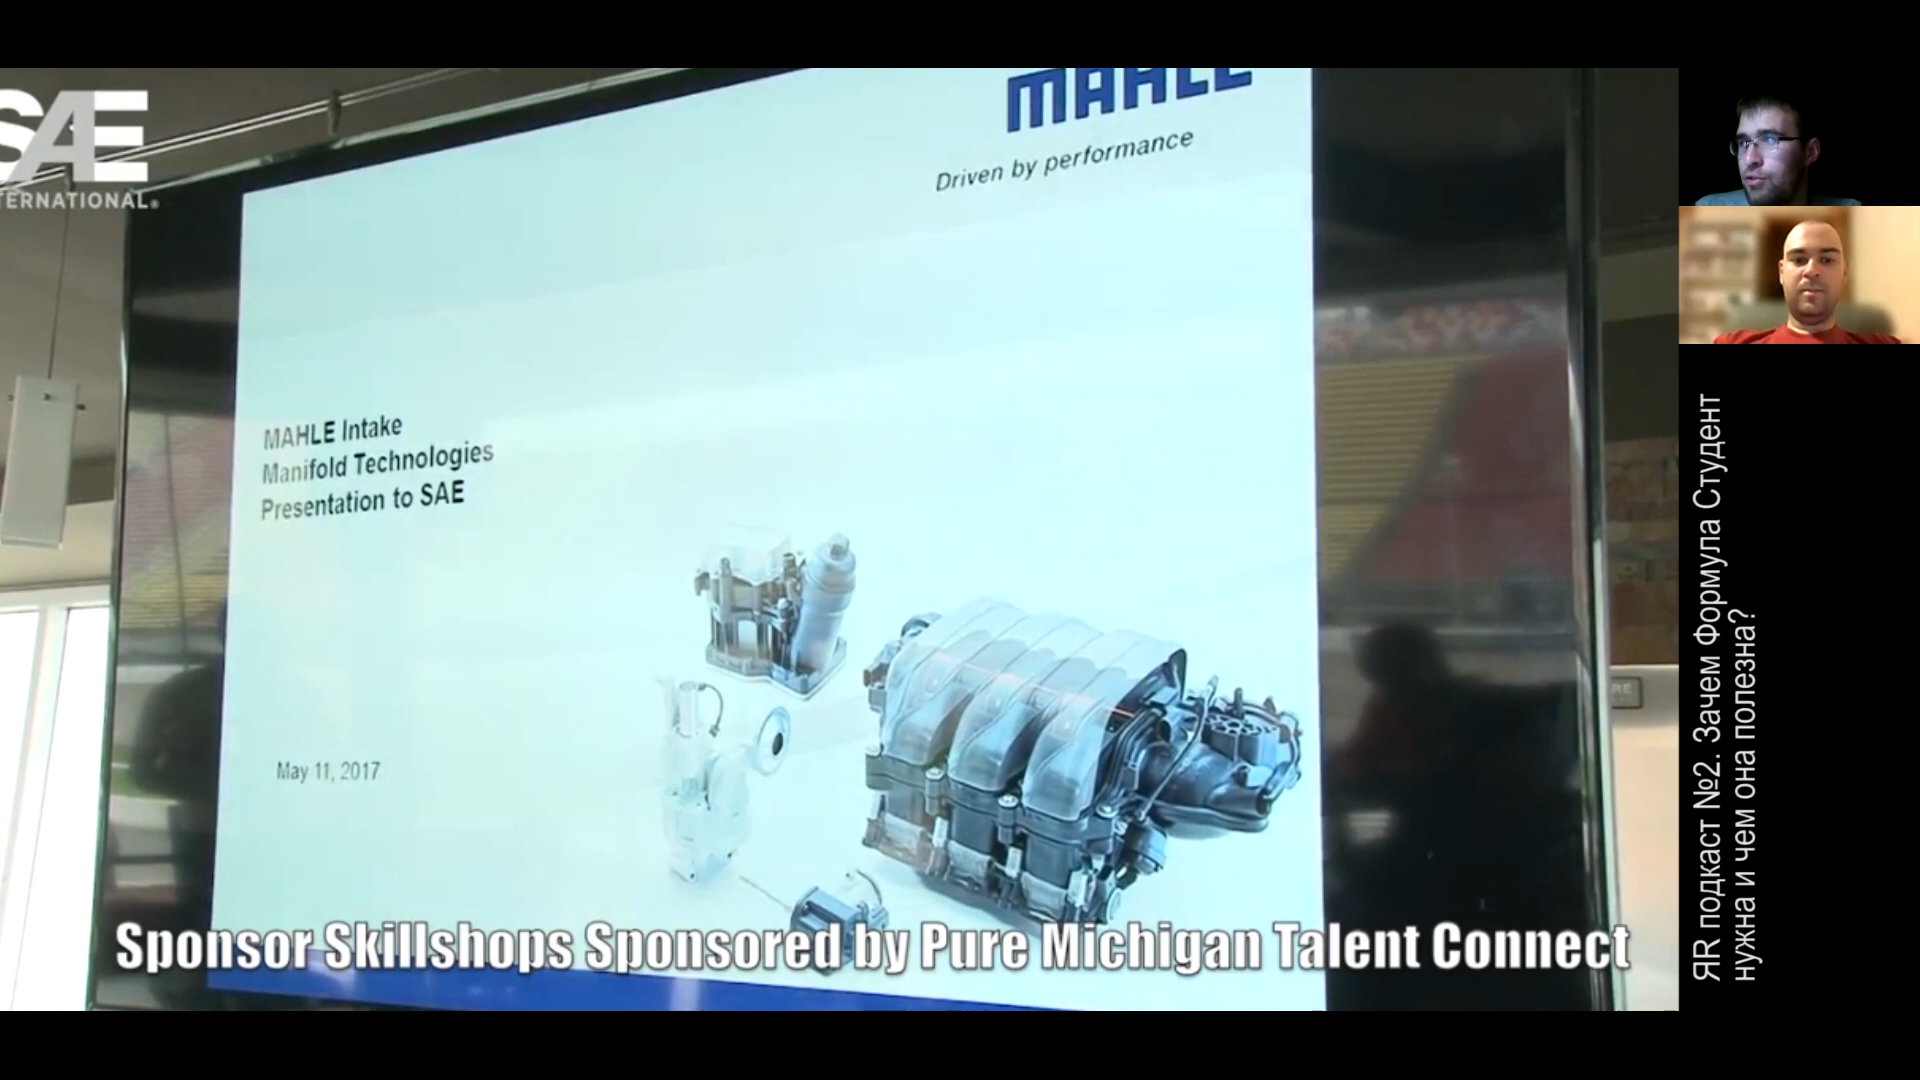 SAE
TERNATIONAL®
MAHLE
Driven by performance
MAHLE Intake
Manifold Technologies
Presentation to SAE
May 11, 2017
Sponsor Skillshops Sponsored by Pure Michigan Talent Connect
ЯR подкаст №2. Зачем Формула Студент
нужна и чем она полезна?